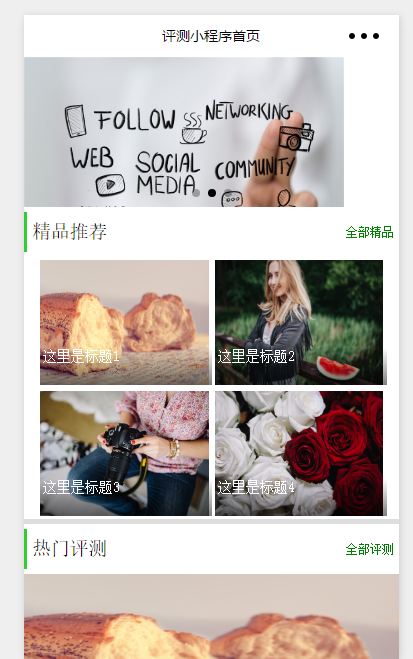 评测小程序首页
FOLLOW
NETWORKING
WEB
SOCIAL
MEDIA
COMMUNITY
精品推荐
全部精品
这里是标题1
这里是标题2
这里是标题3
这里是标题4
热门评测
全部评测